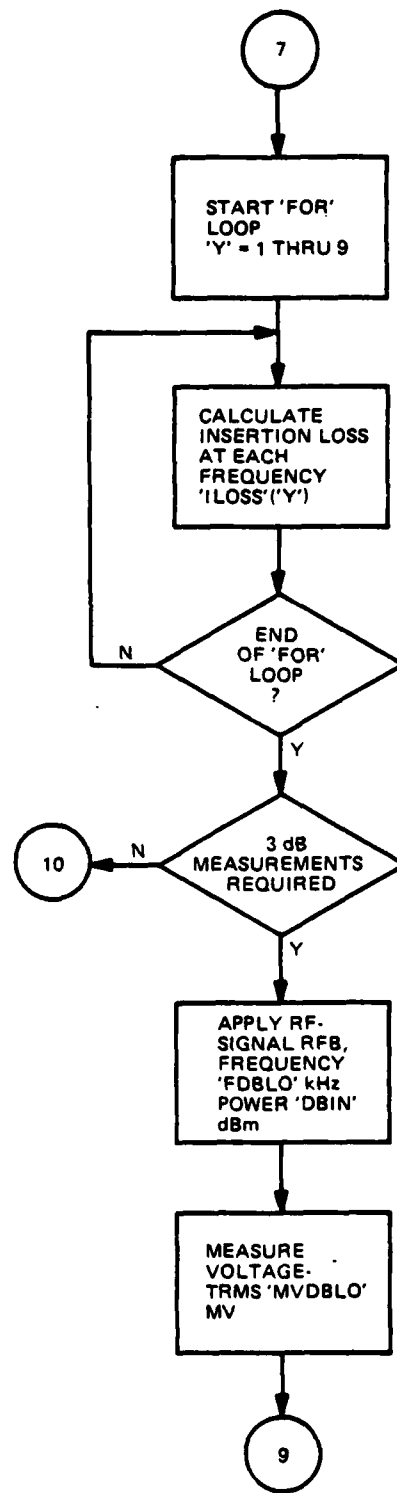 7
START 'FOR'
LOOP
'Y' = 1 THRU 9
CALCULATE
INSERTION LOSS
AT EACH
FREQUENCY
'ILOSS'('Y')
END
OF 'FOR'
LOOP
?
N
Y
3 dB
MEASUREMENTS
REQUIRED
N
10
Y
APPLY RF-
SIGNAL RFB,
FREQUENCY
'FDBLO' kHz
POWER 'DBIN'
dBm
MEASURE
VOLTAGE-
TRMS 'MVDBLO'
MV
9